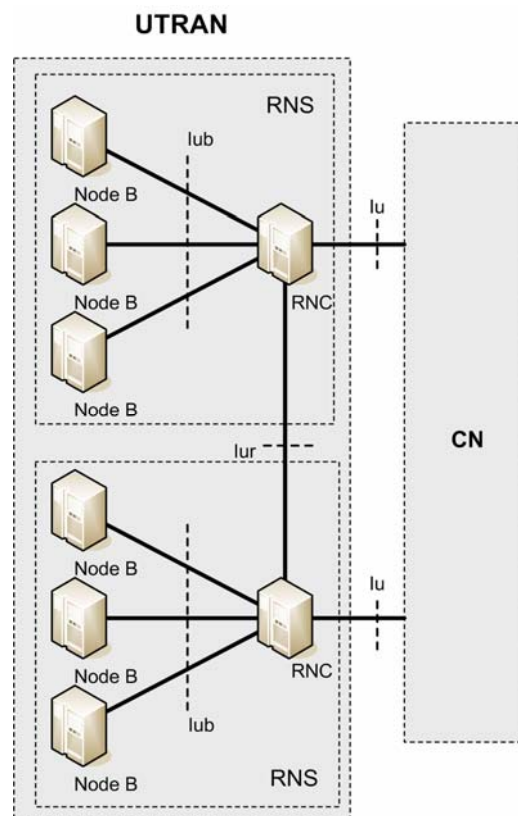 UTRAN
RNS
Iub
Node B
Iu
Node B
RNC
Node B
CN
Iur
Node B
Iu
Node B
RNC
Iub
Node B
RNS